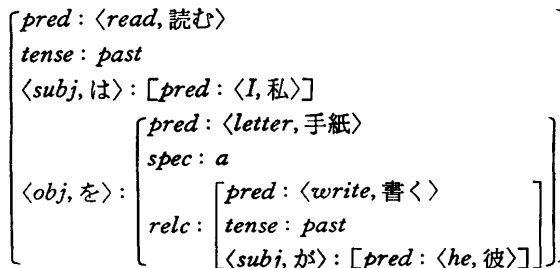 pred : ⟨read, 読む⟩
tense : past
⟨subj, は⟩ : [pred : ⟨I, 私⟩]
⟨obj, を⟩ :
pred : ⟨letter, 手紙⟩
spec : a
relc :
pred : ⟨write, 書く⟩
tense : past
⟨subj, が⟩ : [pred : ⟨he, 彼⟩]